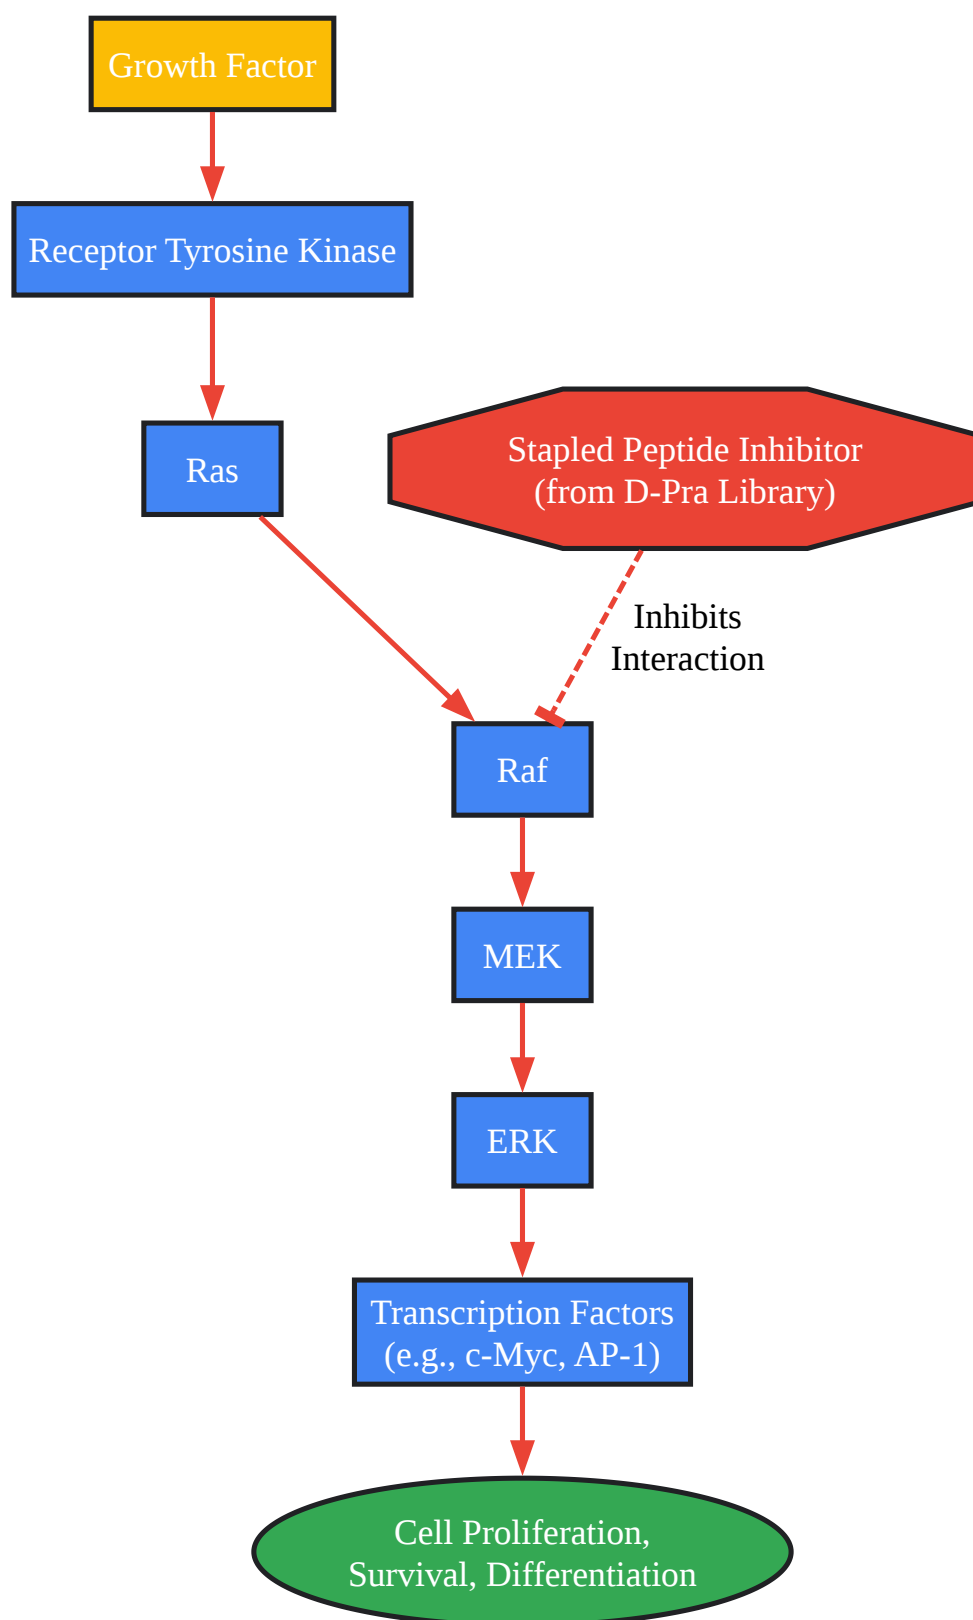 Growth Factor
Receptor Tyrosine Kinase
Ras
Stapled Peptide Inhibitor
(from D-Pra Library)
Inhibits
Interaction
Raf
MEK
ERK
Transcription Factors
(e.g., c-Myc, AP-1)
Cell Proliferation,
Survival, Differentiation